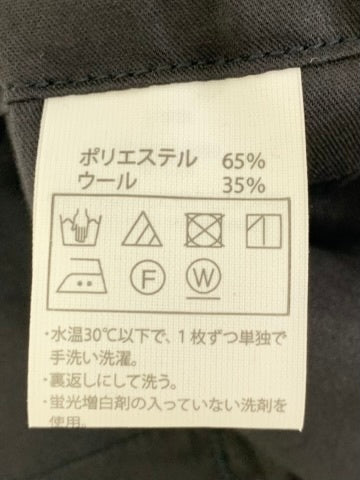 ポリエステル 65%
ウール 35%
F
W
・水温30℃以下で、1枚ずつ単独で
手洗い洗濯。
・裏返しにして洗う。
・蛍光増白剤の入っていない洗剤を
使用。